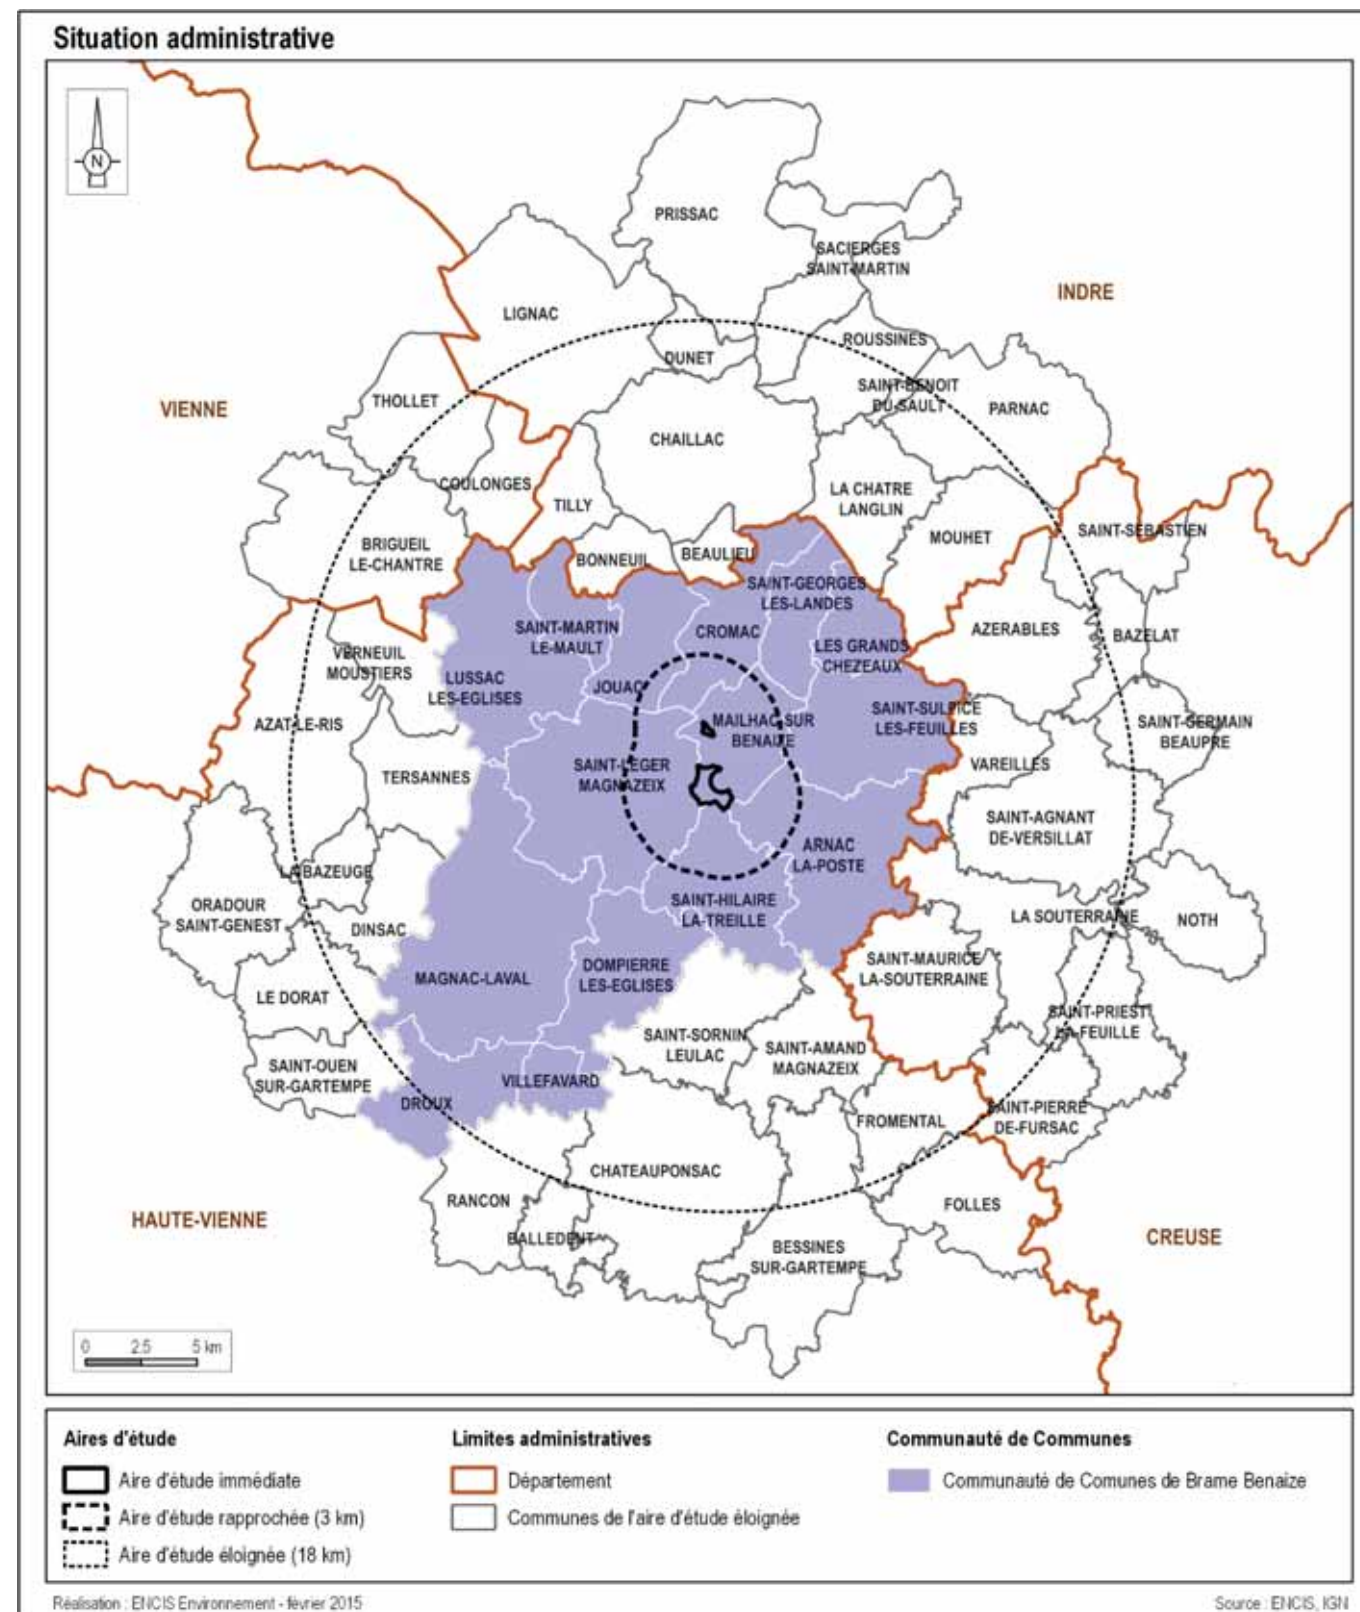 Situation administrative
N
PRISSAC
SACIERGES
SAINT-MARTIN
INDRE
LIGNAC
ROUSSINES
DUNET
SAINT-BENOIT
DU-SAULT
THOLLET
VIENNE
PARNAC
CHAILLAC
COULONGES
LA CHATRE
LANGLIN
TILLY
SAINT-SEBASTIEN
MOUHET
BRIGUEIL
LE-CHANTRE
BONNEUIL
BEAULIEU
SAINT-GEORGES
LES-LANDES
SAINT-MARTIN
LE-MAULT
CROMAC
AZERABLES
BAZELAT
LES GRANDS
CHEZEAUX
VERNEUIL
MOUSTIERS
LUSSAC
LES-EGLISES
JOUAC
SAINT-SULPICE
LES-FEUILLES
MAILHAC SUR
BENAIZE
AZAT-LE-RIS
SAINT-GERMAIN
BEAUPRE
SAINT-LEGER
MAGNAZEIX
TERSANNES
VAREILLES
SAINT-AGNANT
DE-VERSILLAT
ARNAC
LA-POSTE
LA-BAZEUGE
ORADOUR
SAINT-GENEST
SAINT-HILAIRE
LA-TREILLE
LA SOUTERRAINE
NOTH
DINSAC
SAINT-MAURICE
LA-SOUTERRAINE
DOMPIERRE
LES-EGLISES
MAGNAC-LAVAL
LE DORAT
SAINT-PRIEST
LA-FEUILLE
SAINT-SORNIN
LEULAC
SAINT-AMAND
MAGNAZEIX
SAINT-OUEN
SUR-GARTEMPE
VILLEFAVARD
DROUX
SAINT-PIERRE
DE-FURSAC
FROMENTAL
CHATEAUPONSAC
RANCON
FOLLES
HAUTE-VIENNE
BALLEDENT
CREUSE
BESSINES
SUR-GARTEMPE
0 2.5 5 km
Aires d'étude
Aire d'étude immédiate
Aire d'étude rapprochée (3 km)
Aire d'étude éloignée (18 km)
Limites administratives
Département
Communes de l'aire d'étude éloignée
Communauté de Communes
Communauté de Comunes de Brame Benaize
Réalisation : ENCIS Environnement - février 2015
Source : ENCIS, IGN